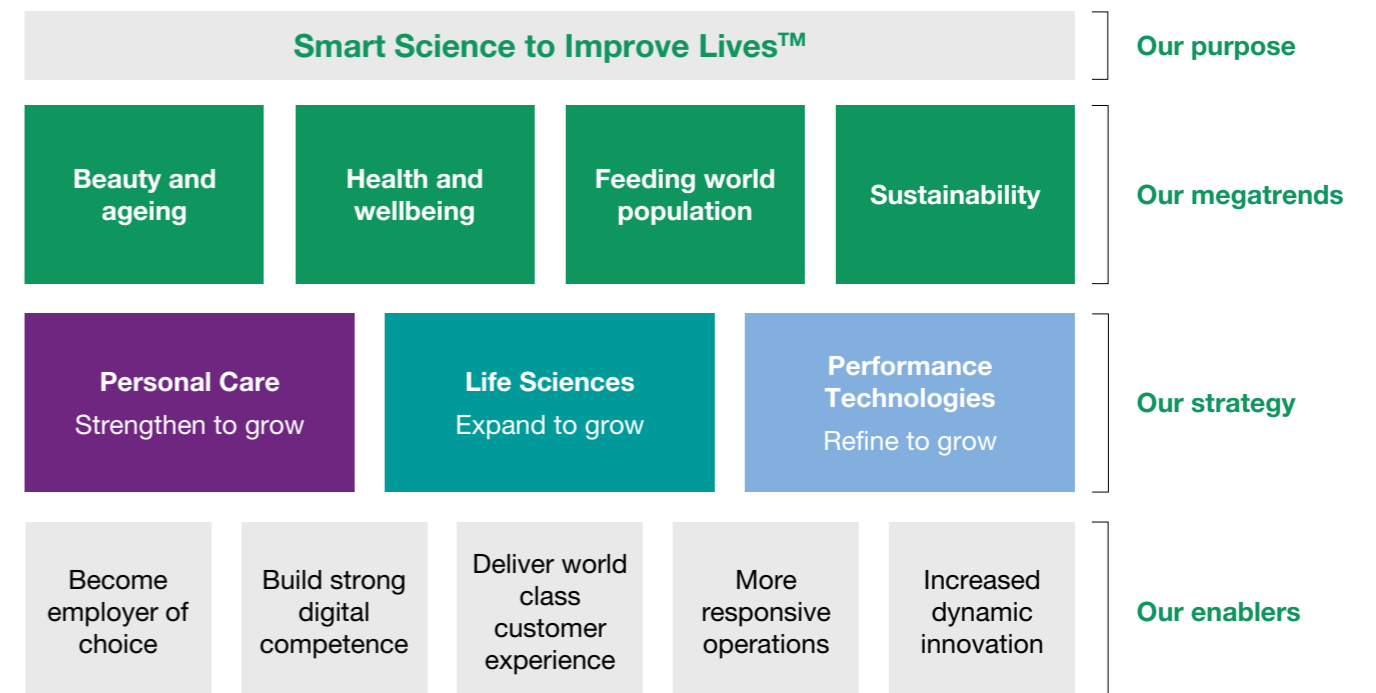 Smart Science to Improve Lives™
Our purpose
Beauty and
ageing
Health and
wellbeing
Feeding world
population
Sustainability
Our megatrends
Personal Care
Strengthen to grow
Life Sciences
Expand to grow
Performance
Technologies
Refine to grow
Our strategy
Become
employer of
choice
Build strong
digital
competence
Deliver world
class
customer
experience
More
responsive
operations
Increased
dynamic
innovation
Our enablers